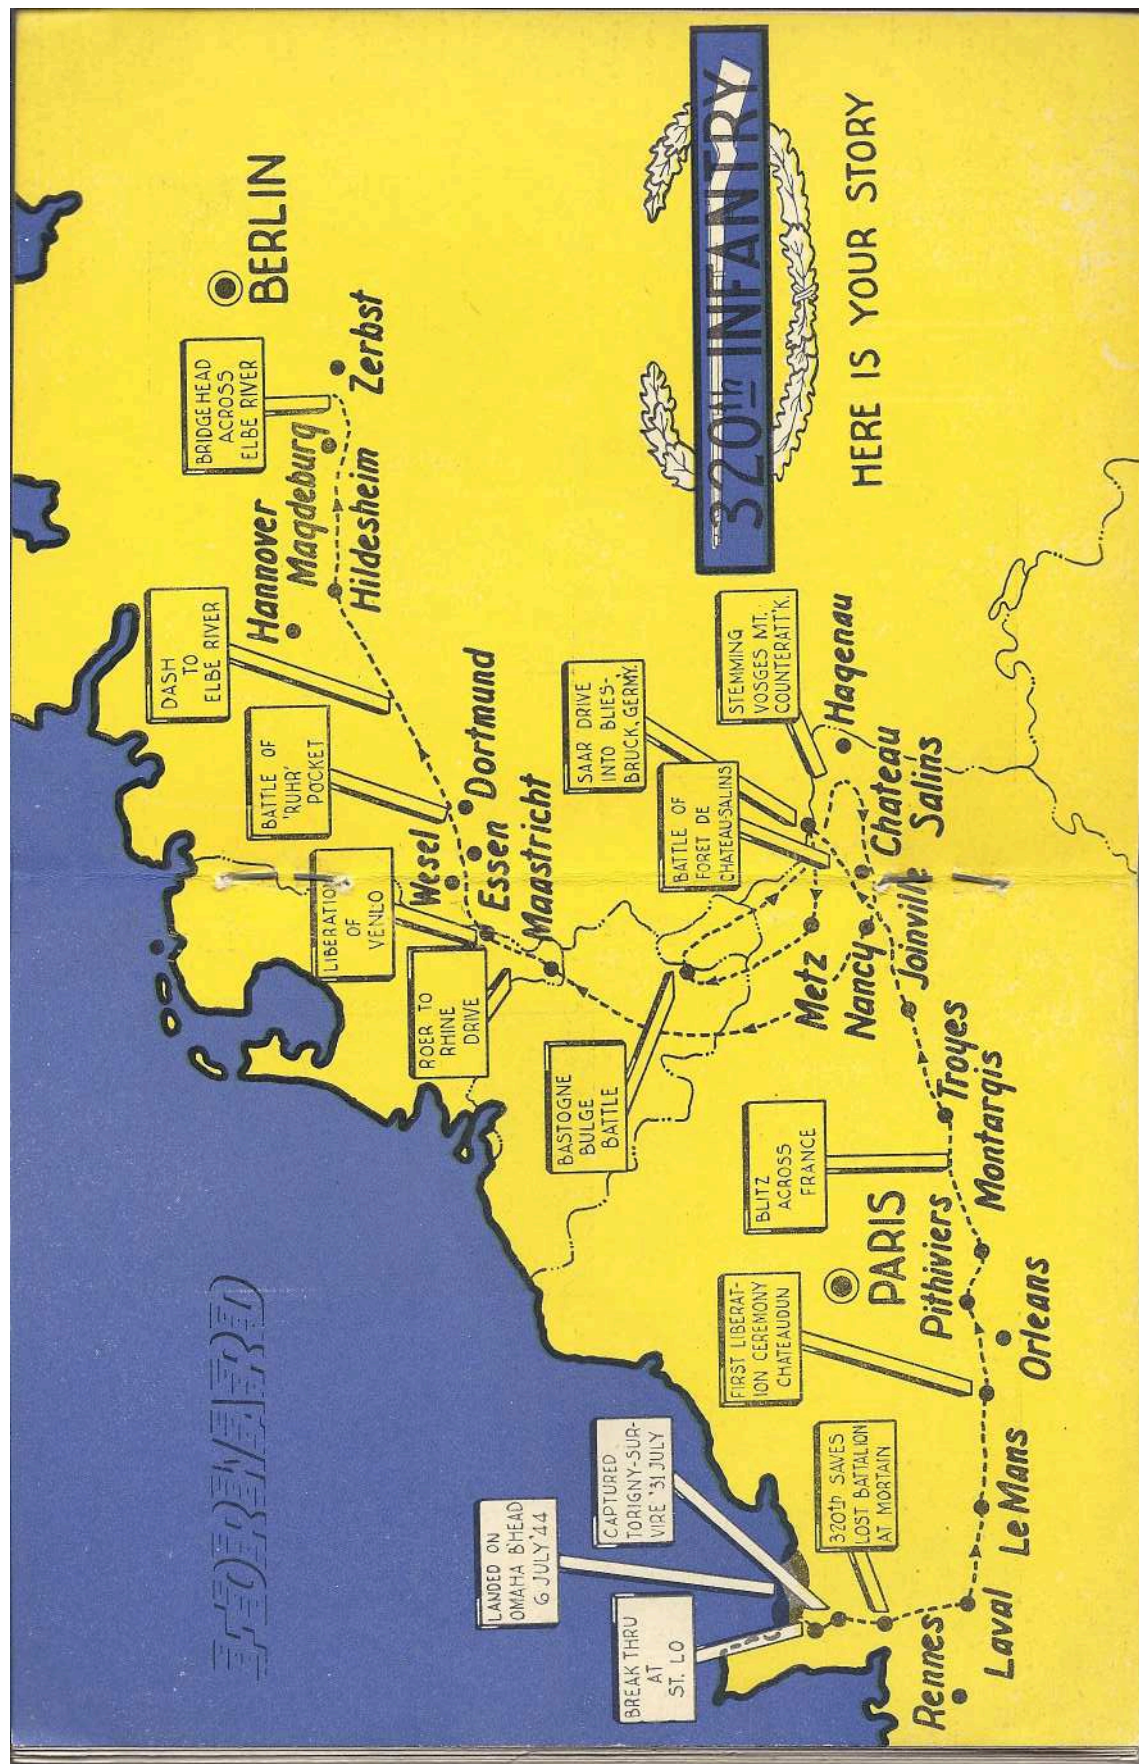 LANDED ON
OMAHA B'HEAD
6 JULY '44
CAPTURED
TORIGNY-SUR-
VIRE '31 JULY
BREAK THRU
AT
ST. LO
320th SAVES
LOST BATTALION
AT MORTAIN
Rennes
Laval
Le Mans
FIRST LIBERAT-
ION CEREMONY
CHATEAUDUN
Orleans
PARIS
Pithiviers
Montargis
BLITZ
ACROSS
FRANCE
Troyes
Joinville
Nancy
Metz
Chateau
Salins
Hagenau
BATTLE OF
FORET DE
CHATEAU-SALINS
SAAR DRIVE
INTO BLIES-
BRUCK, GERMY.
STEMMING
VOSGES MT.
COUNTERATT'K.
BASTOGNE
BULGE
BATTLE
Maastricht
ROER TO
RHINE
DRIVE
LIBERATION
OF
VENLO
Wesel
Essen
Dortmund
BATTLE OF
'RUHR'
POCKET
DASH
TO
ELBE RIVER
Hannover
Hildesheim
Magdeburg
BRIDGE HEAD
ACROSS
ELBE RIVER
Zerbst
BERLIN
320th INFANTRY
HERE IS YOUR STORY